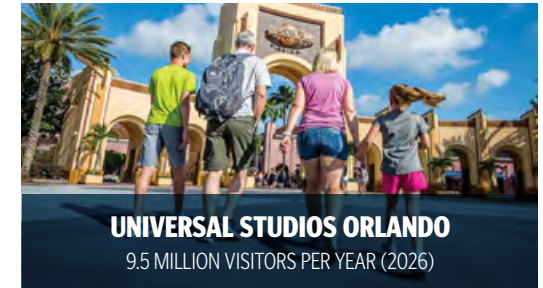 UNIVERSAL STUDIOS ORLANDO
9.5 MILLION VISITORS PER YEAR (2026)